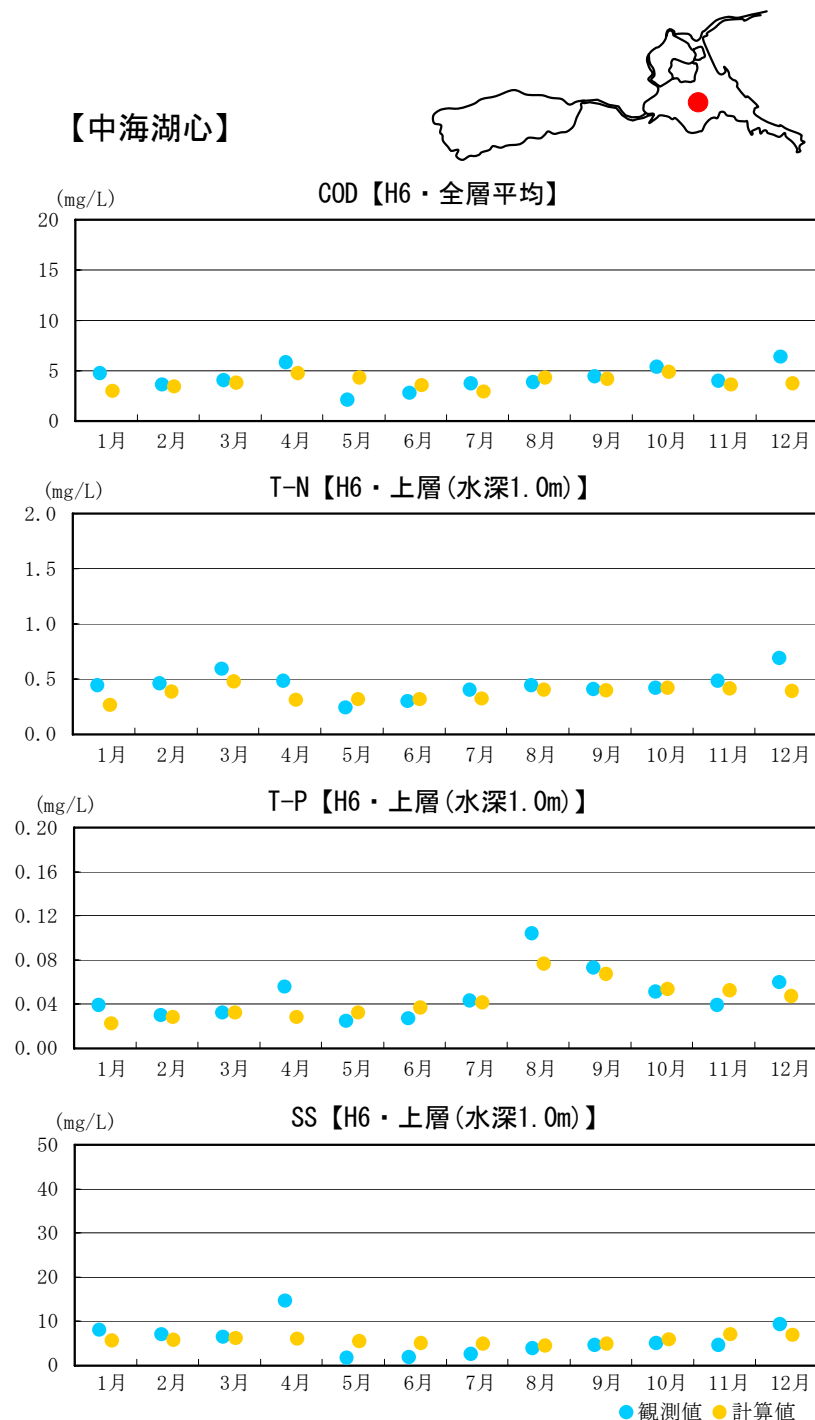 【中海湖心】
(mg/L)
COD【H6・全層平均】
20
15
10
5
0
1月 2月 3月 4月 5月 6月 7月 8月 9月 10月 11月 12月
(mg/L)
T-N【H6・上層(水深1.0m)】
2.0
1.5
1.0
0.5
0.0
1月 2月 3月 4月 5月 6月 7月 8月 9月 10月 11月 12月
(mg/L)
T-P【H6・上層(水深1.0m)】
0.20
0.16
0.12
0.08
0.04
0.00
1月 2月 3月 4月 5月 6月 7月 8月 9月 10月 11月 12月
(mg/L)
SS【H6・上層(水深1.0m)】
50
40
30
20
10
0
1月 2月 3月 4月 5月 6月 7月 8月 9月 10月 11月 12月
観測値 計算値